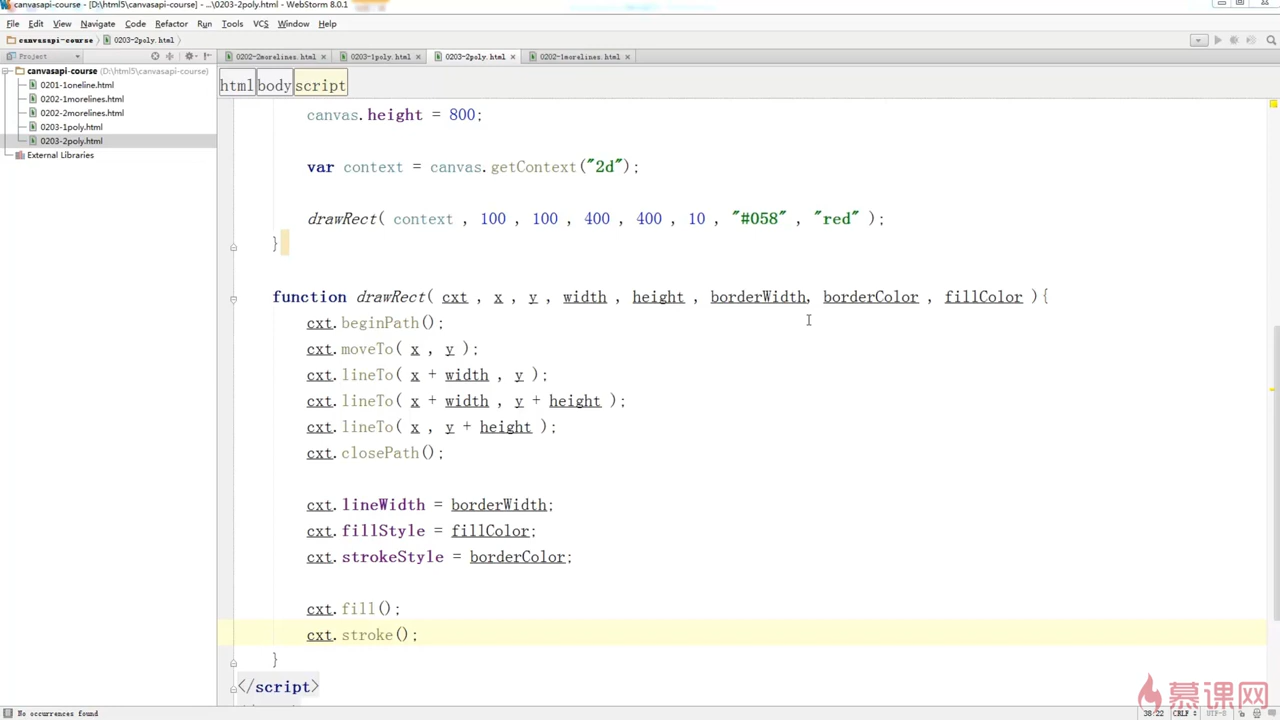 canvasapi-course - [D:\html5\canvasapi-course] - ...\0203-2poly.html - WebStorm 8.0.1
File Edit View Navigate Code Refactor Run Tools VCS Window Help
canvasapi-course 0203-2poly.html
Project
0202-2morelines.html 0203-1poly.html 0203-2poly.html 0202-1morelines.html
canvasapi-course (D:\html5\canvasapi-course)
0201-1oneline.html
0202-1morelines.html
0202-2morelines.html
0203-1poly.html
0203-2poly.html
External Libraries
html body script
canvas.height = 800;
var context = canvas.getContext("2d");
drawRect( context , 100 , 100 , 400 , 400 , 10 , "#058" , "red" );
}
function drawRect( cxt , x , y , width , height , borderWidth, borderColor , fillColor ){
cxt.beginPath();
cxt.moveTo( x , y );
cxt.lineTo( x + width , y );
cxt.lineTo( x + width , y + height );
cxt.lineTo( x , y + height );
cxt.closePath();
cxt.lineWidth = borderWidth;
cxt.fillStyle = fillColor;
cxt.strokeStyle = borderColor;
cxt.fill();
cxt.stroke();
}
</script>
慕课网
No occurrences found
38:22 CRLF UTF-8